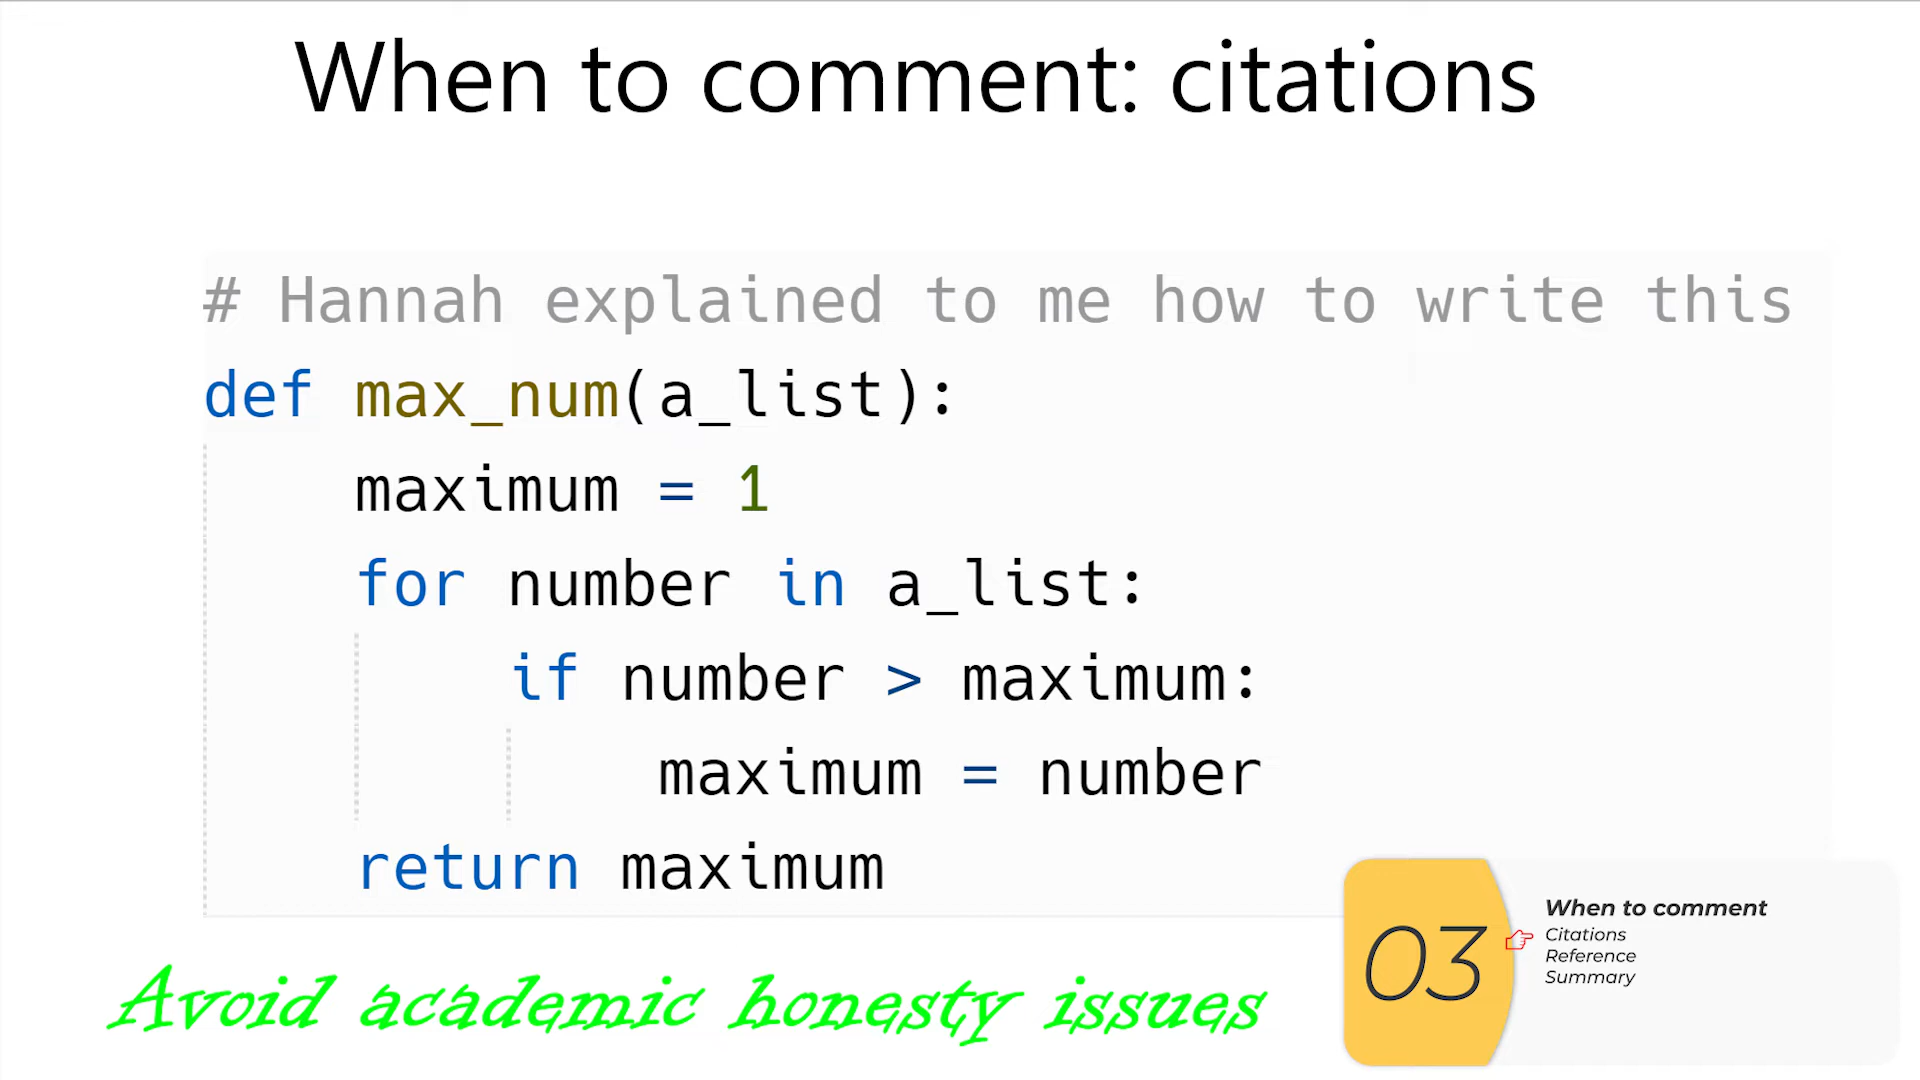 When to comment: citations
# Hannah explained to me how to write this
def max_num(a_list):
    maximum = 1
    for number in a_list:
        if number > maximum:
            maximum = number
    return maximum
Avoid academic honesty issues
03
When to comment
Citations
Reference
Summary